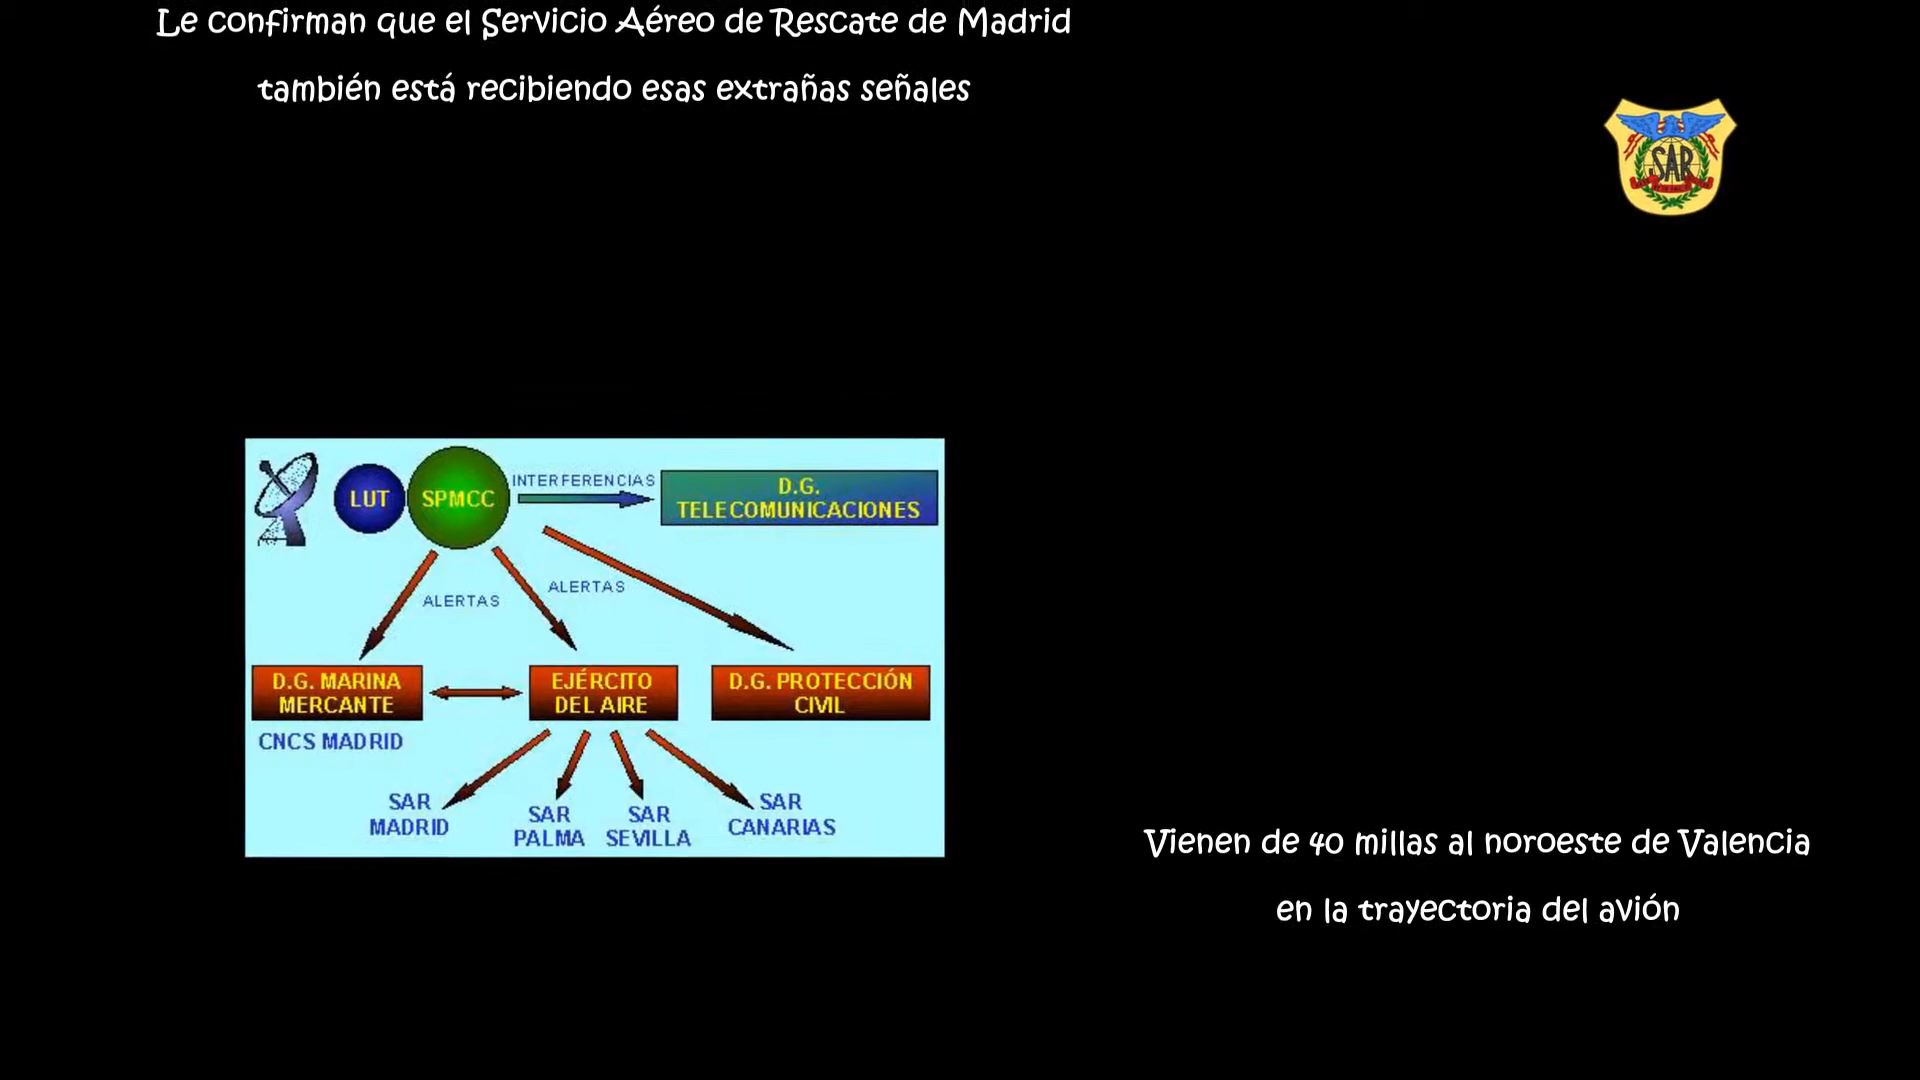 Le confirman que el Servicio Aéreo de Rescate de Madrid
también está recibiendo esas extrañas señales
SAR
LUT
SPMCC
INTERFERENCIAS
D.G.
TELECOMUNICACIONES
ALERTAS
ALERTAS
D.G. MARINA
MERCANTE
EJÉRCITO
DEL AIRE
D.G. PROTECCIÓN
CIVIL
CNCS MADRID
SAR
MADRID
SAR
PALMA
SAR
SEVILLA
SAR
CANARIAS
Vienen de 40 millas al noroeste de Valencia
en la trayectoria del avión